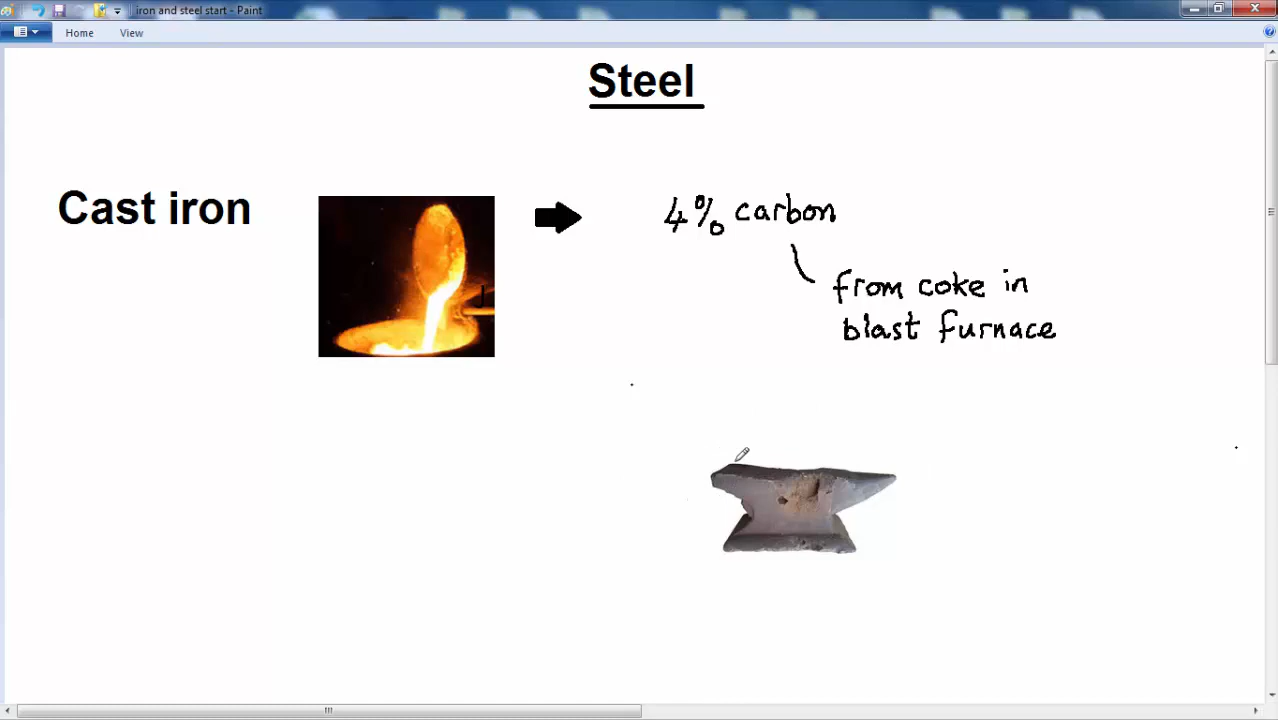 iron and steel start - Paint
Home View
Steel
Cast iron
4% carbon
from coke in
blast furnace